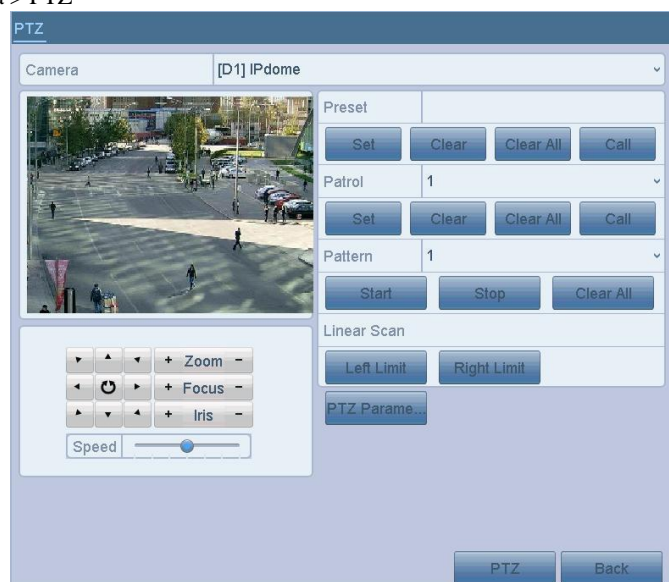 > PTZ
PTZ
Camera [D1] IPdome
Preset
Set Clear Clear All Call
Patrol 1
Set Clear Clear All Call
Pattern 1
Start Stop Clear All
Linear Scan
Left Limit Right Limit
PTZ Parame...
+ Zoom -
+ Focus -
+ Iris -
Speed
PTZ Back